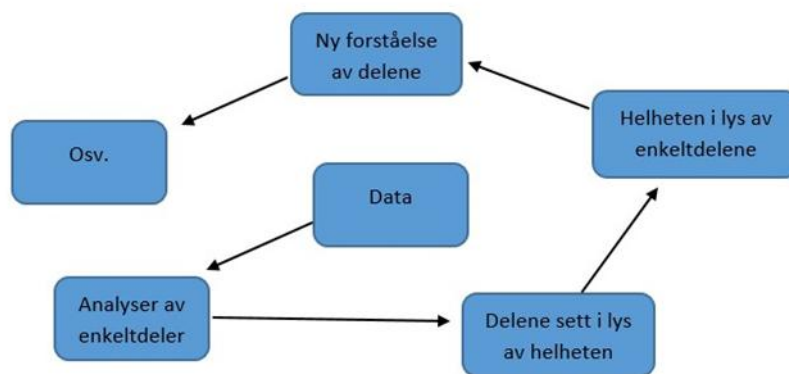 Ny forståelse
av delene
Helheten i lys av
enkeltdelene
Osv.
Data
Analyser av
enkeltdeler
Delene sett i lys
av helheten